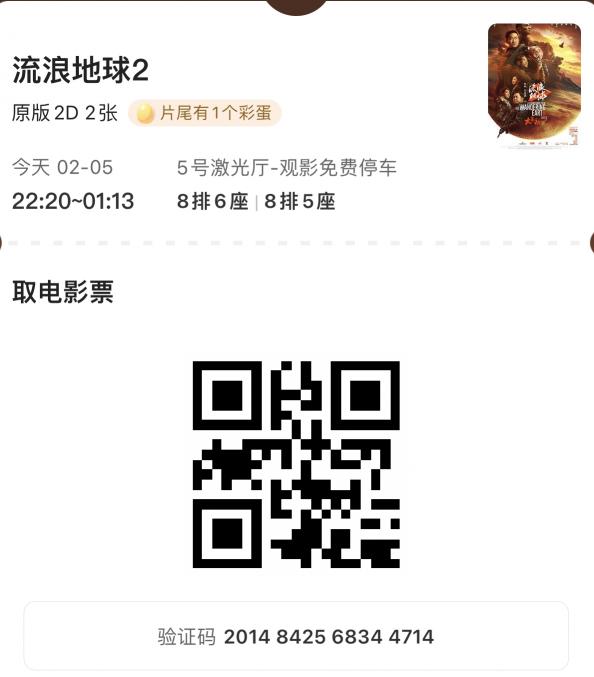 流浪地球2
原版2D 2张 片尾有1个彩蛋
今天 02-05 5号激光厅-观影免费停车
22:20~01:13 8排6座 | 8排5座
取电影票
验证码 2014 8425 6834 4714